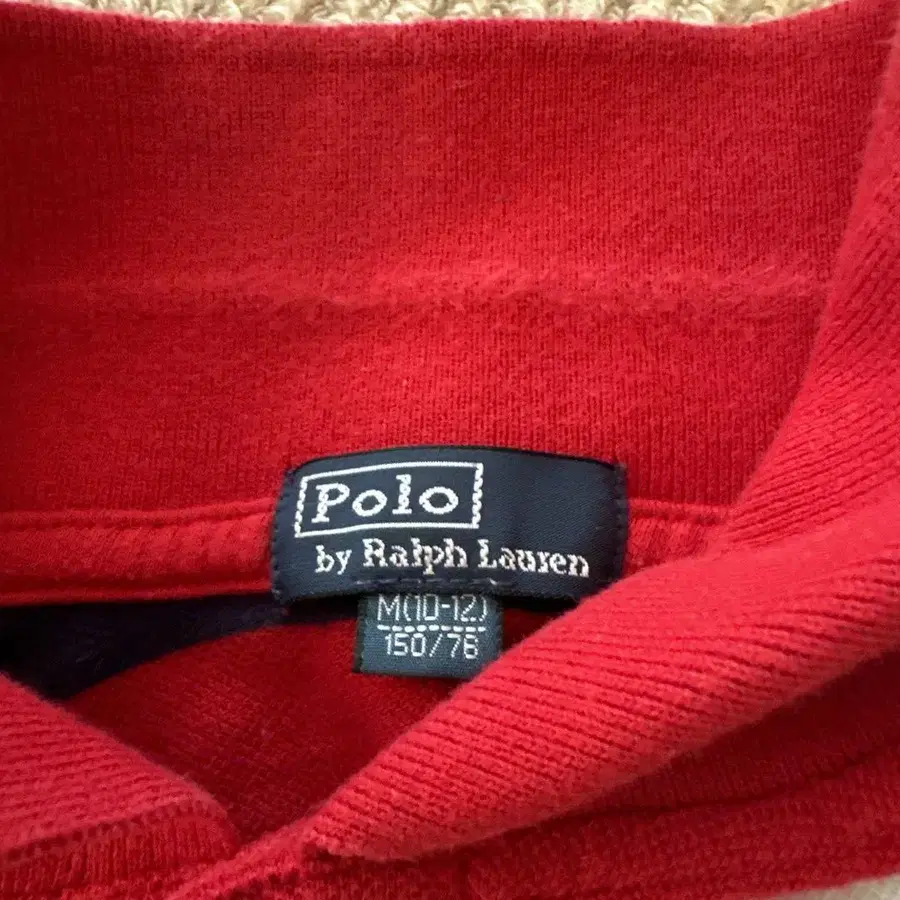 Polo
by Ralph Lauren
M(10-12)
150/76